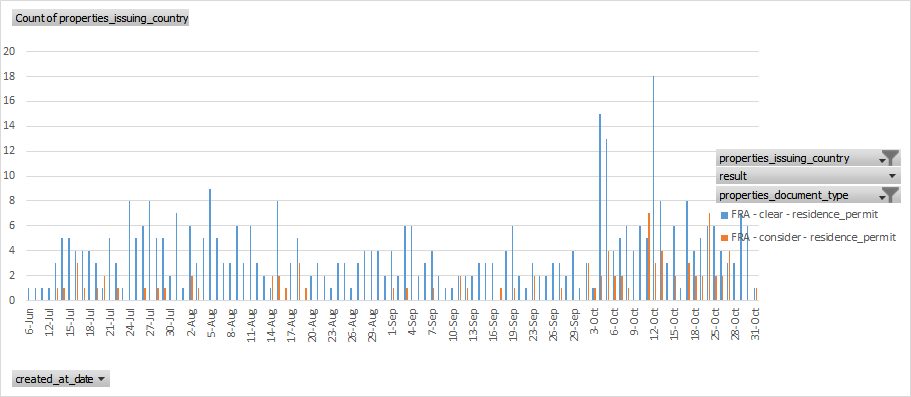 Count of properties_issuing_country
20
18
16
14
12
10
8
6
4
2
0
properties_issuing_country
result
properties_document_type
FRA - clear - residence_permit
FRA - consider - residence_permit
6-Jun
12-Jul
15-Jul
18-Jul
21-Jul
24-Jul
27-Jul
30-Jul
2-Aug
5-Aug
8-Aug
11-Aug
14-Aug
17-Aug
20-Aug
23-Aug
26-Aug
29-Aug
1-Sep
4-Sep
7-Sep
10-Sep
13-Sep
19-Sep
23-Sep
26-Sep
29-Sep
3-Oct
6-Oct
9-Oct
12-Oct
15-Oct
18-Oct
25-Oct
28-Oct
31-Oct
created_at_date